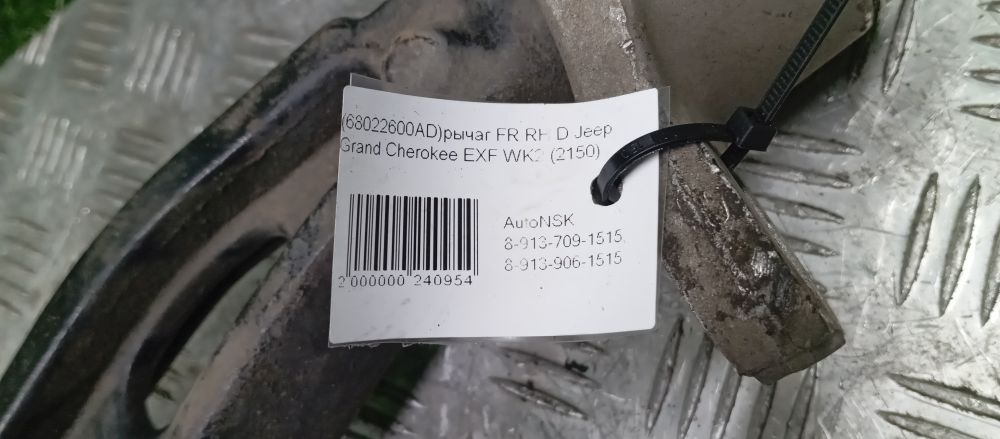 (68022600AD)рычаг FR RH D Jeep
Grand Cherokee EXF WK2 (2150)
AutoNSK
8-913-709-1515,
8-913-906-1515
2 000000 240954